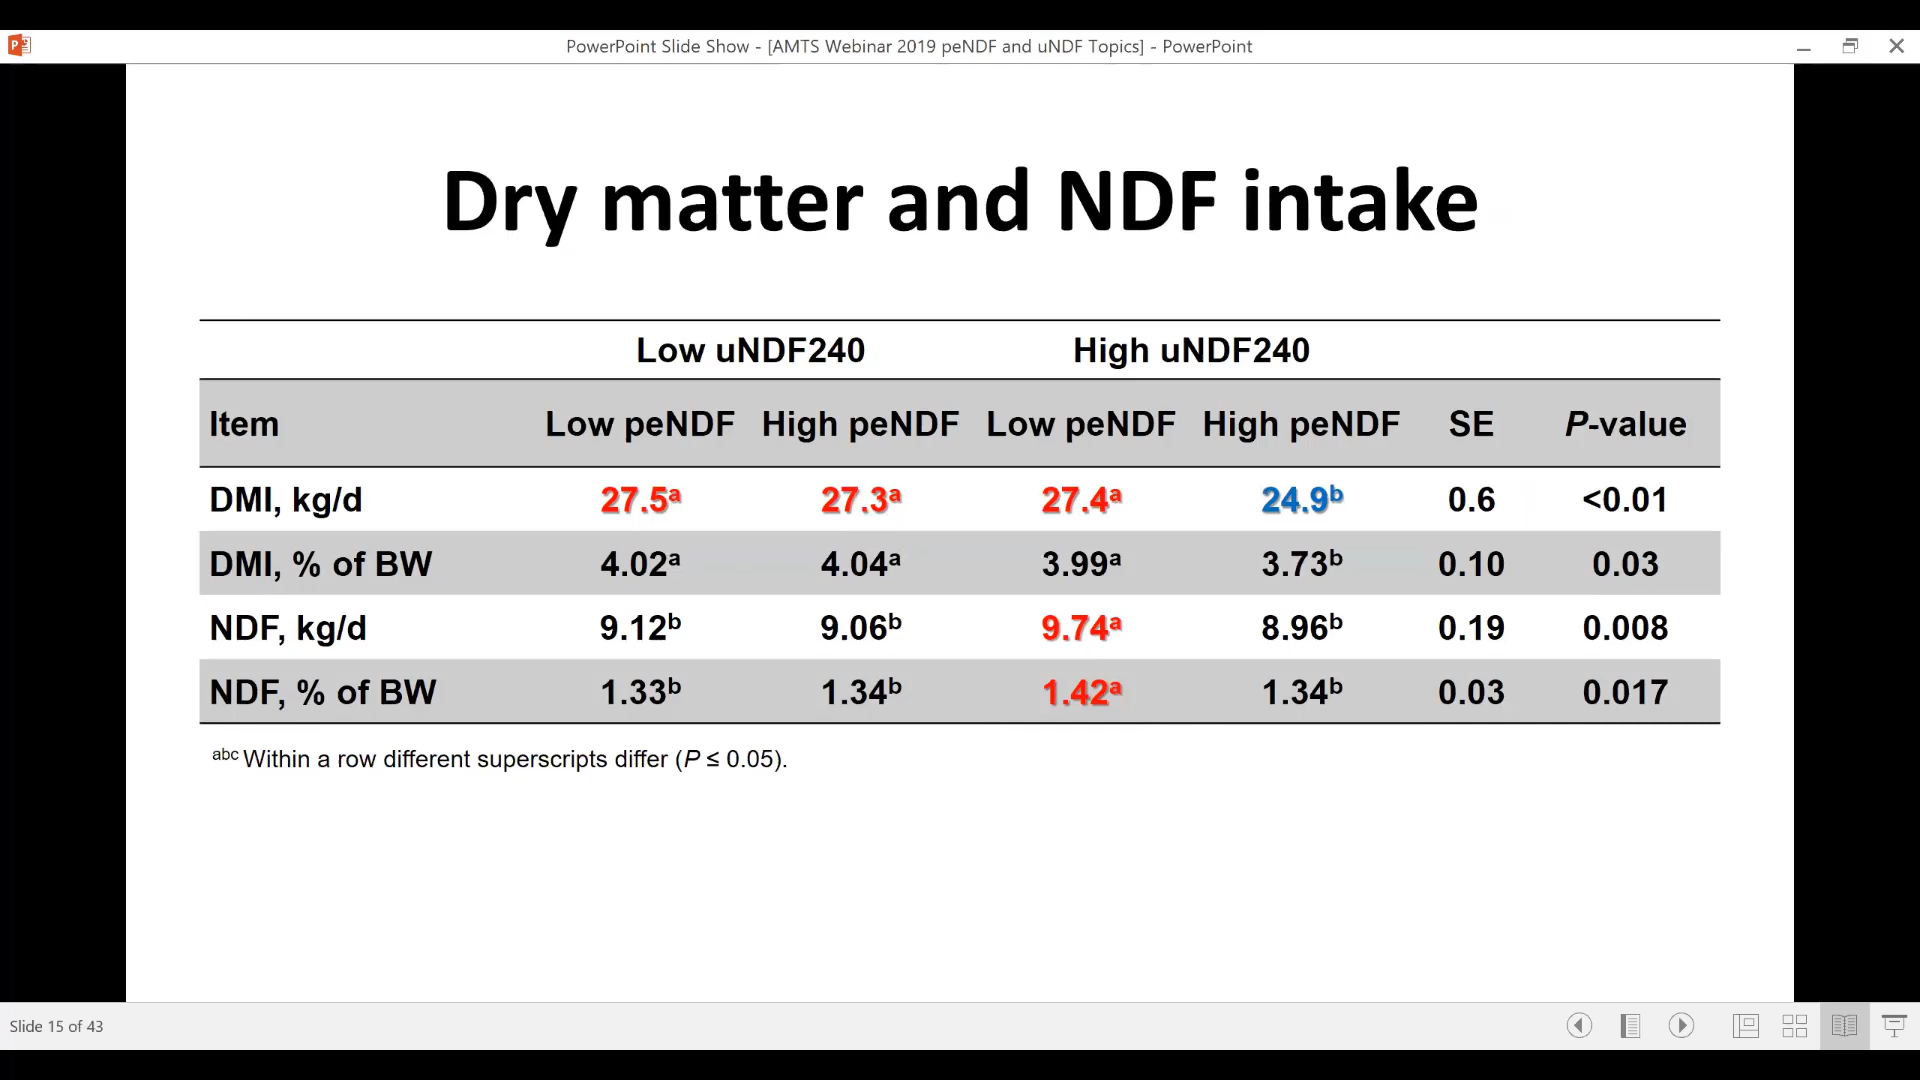 PowerPoint Slide Show - [AMTS Webinar 2019 peNDF and uNDF Topics] - PowerPoint
Dry matter and NDF intake
Low uNDF240 High uNDF240
Item Low peNDF High peNDF Low peNDF High peNDF SE P-value
DMI, kg/d 27.5ᵃ 27.3ᵃ 27.4ᵃ 24.9ᵇ 0.6 <0.01
DMI, % of BW 4.02ᵃ 4.04ᵃ 3.99ᵃ 3.73ᵇ 0.10 0.03
NDF, kg/d 9.12ᵇ 9.06ᵇ 9.74ᵃ 8.96ᵇ 0.19 0.008
NDF, % of BW 1.33ᵇ 1.34ᵇ 1.42ᵃ 1.34ᵇ 0.03 0.017
ᵃᵇᶜ Within a row different superscripts differ (P ≤ 0.05).
Slide 15 of 43